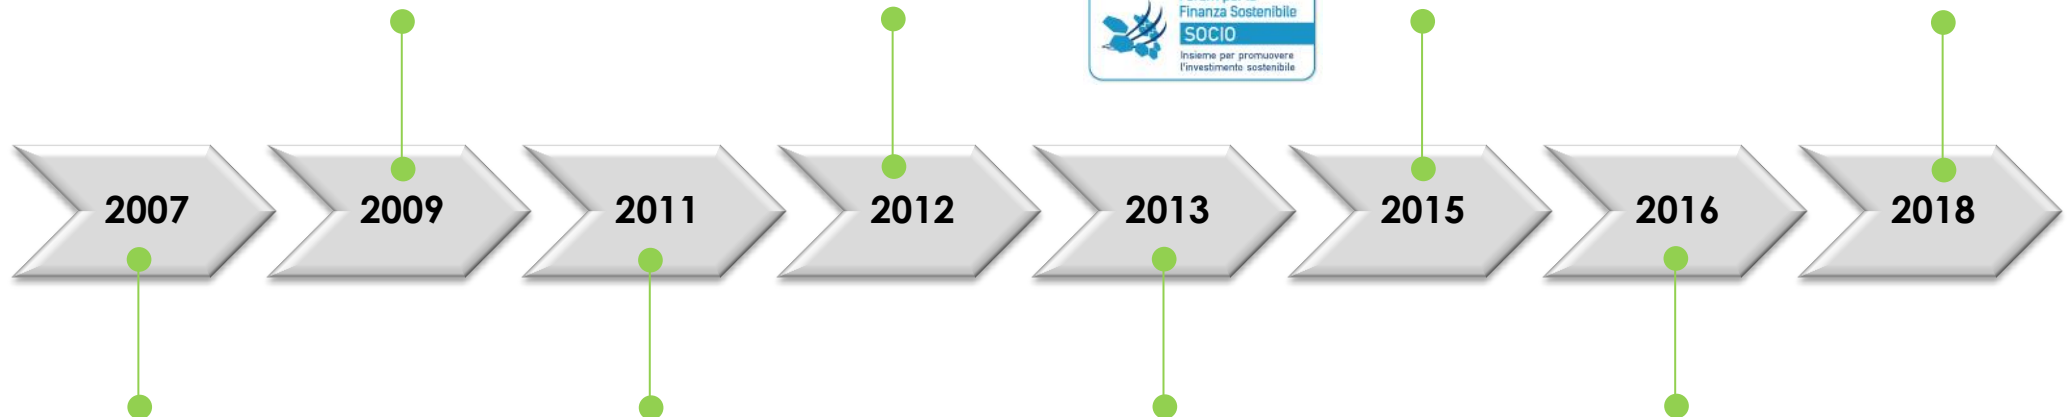 Finanza Sostenibile
SOCIO
Insieme per promuovere
l'investimento sostenibile
2007
2009
2011
2012
2013
2015
2016
2018